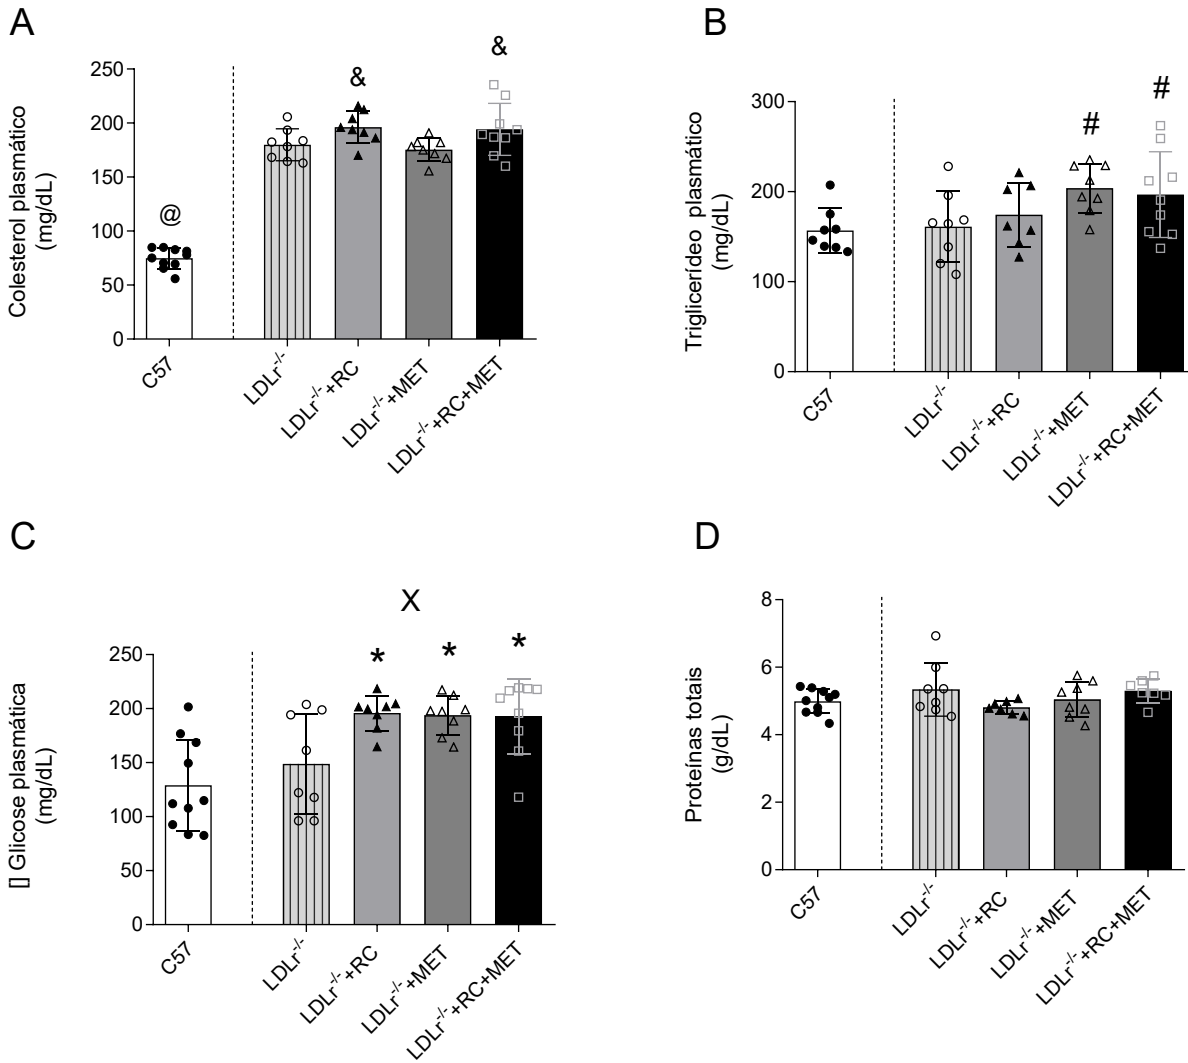 A
Colesterol plasmático
(mg/dL)
250
200
150
100
50
0
@
&
&
C57
LDLr-/-
LDLr-/-+RC
LDLr-/-+MET
LDLr-/-+RC+MET
B
Triglicerídeo plasmático
(mg/dL)
300
200
100
0
#
#
C57
LDLr-/-
LDLr-/-+RC
LDLr-/-+MET
LDLr-/-+RC+MET
C
[] Glicose plasmática
(mg/dL)
250
200
150
100
50
0
X
*
*
*
C57
LDLr-/-
LDLr-/-+RC
LDLr-/-+MET
LDLr-/-+RC+MET
D
Proteínas totais
(g/dL)
8
6
4
2
0
C57
LDLr-/-
LDLr-/-+RC
LDLr-/-+MET
LDLr-/-+RC+MET